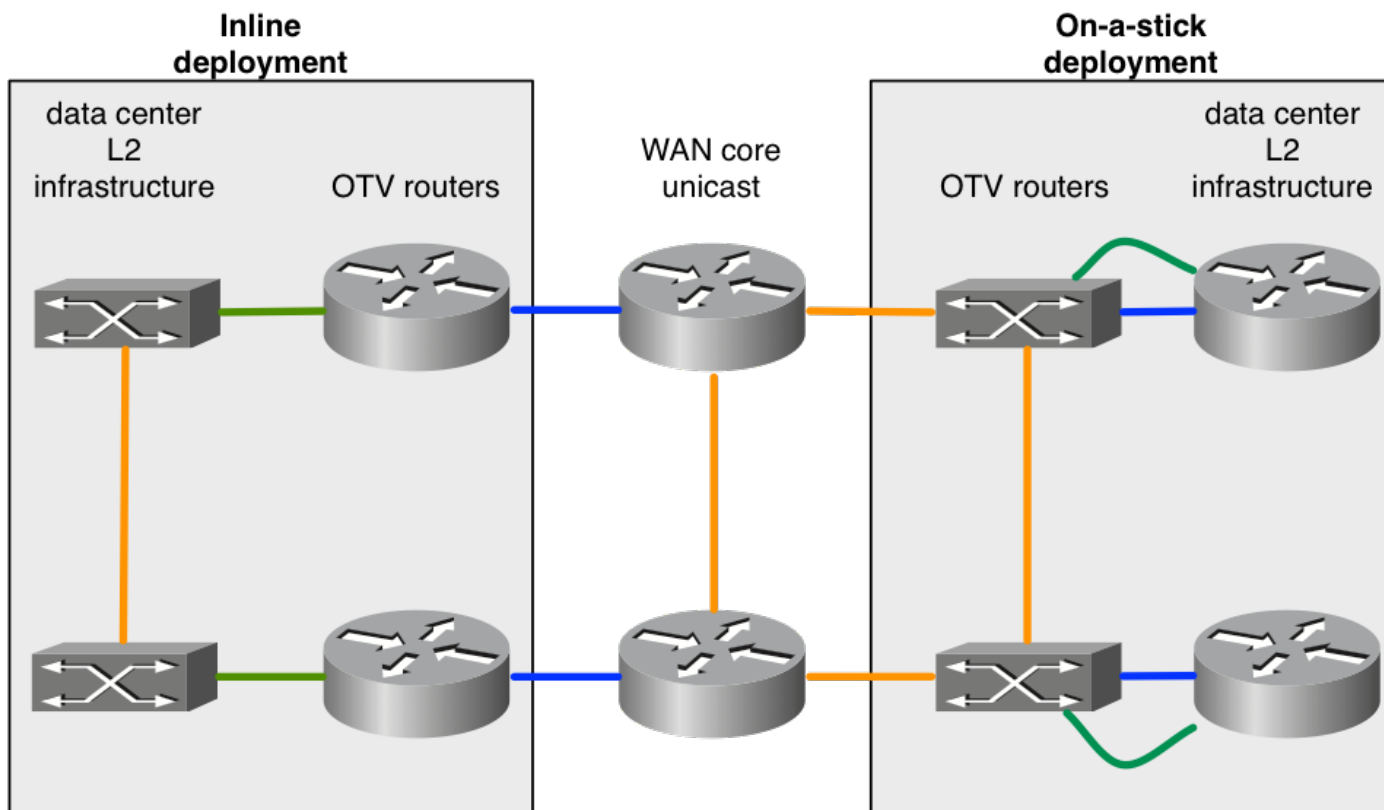 Inline
deployment
On-a-stick
deployment
data center
L2
infrastructure
OTV routers
WAN core
unicast
OTV routers
data center
L2
infrastructure